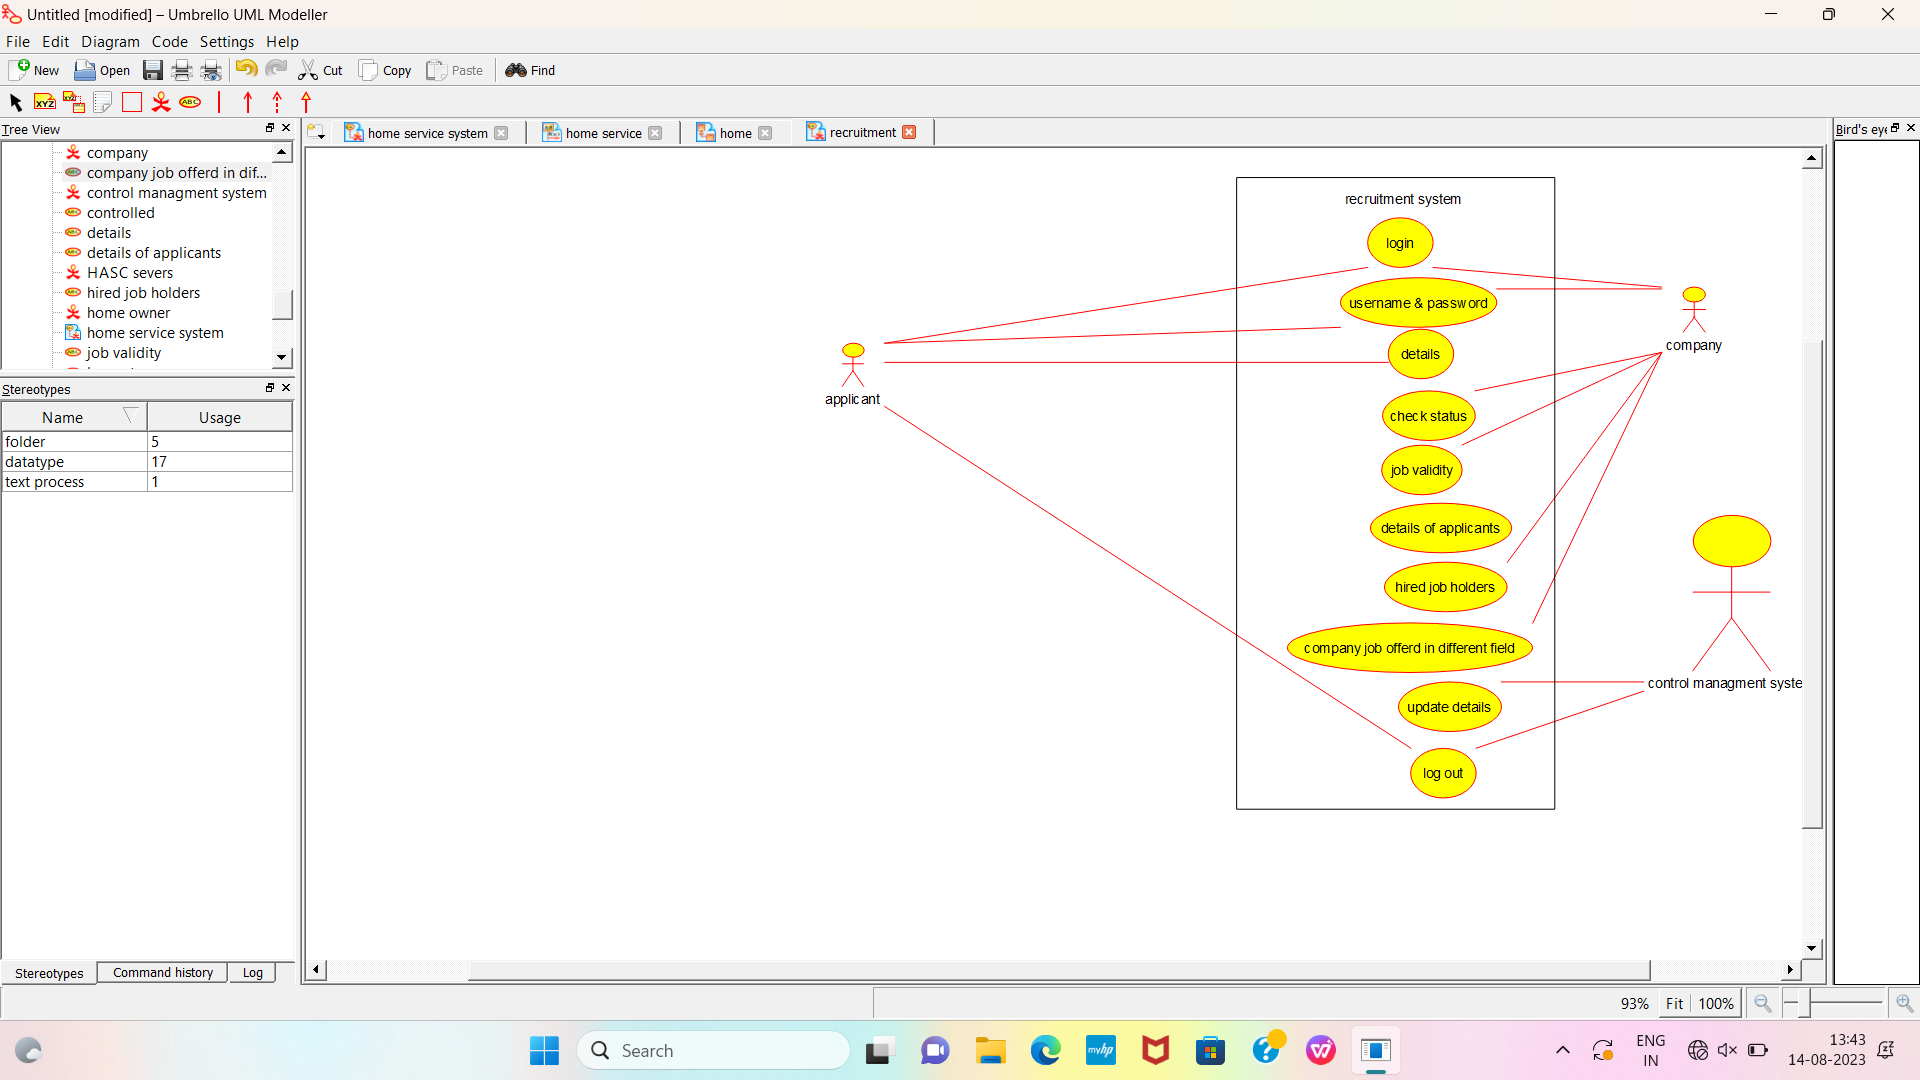 Untitled [modified] – Umbrello UML Modeller
File Edit Diagram Code Settings Help
New Open Cut Copy Paste Find
XYZ XYZ ABC
Tree View
home service system home service home recruitment
Bird's eye
company
company job offerd in dif...
control managment system
controlled
details
details of applicants
HASC severs
hired job holders
home owner
home service system
job validity
Stereotypes
Name Usage
folder 5
datatype 17
text process 1
Stereotypes Command history Log
recruitment system
login
username & password
details
check status
job validity
details of applicants
hired job holders
company job offerd in different field
update details
log out
applicant
company
control managment syste
93% Fit 100%
Search
myhp
ENG
IN
13:43
14-08-2023